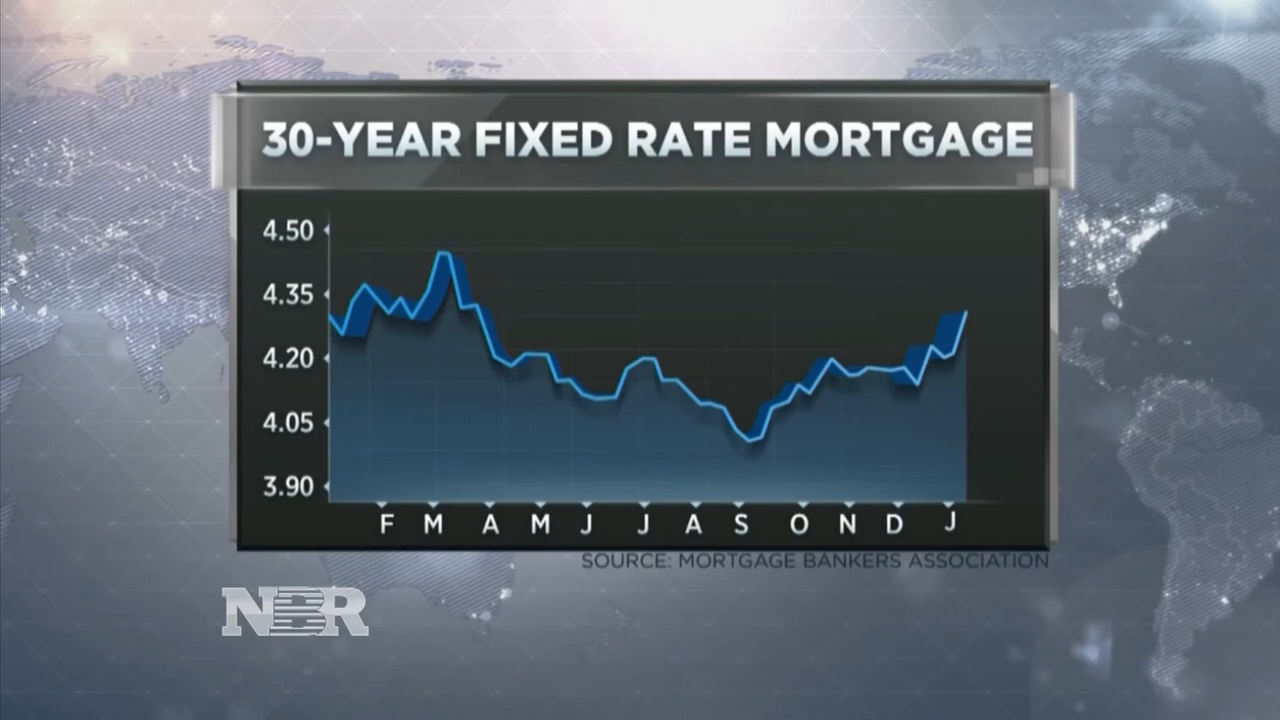 30-YEAR FIXED RATE MORTGAGE
4.50
4.35
4.20
4.05
3.90
F M A M J J A S O N D J
SOURCE: MORTGAGE BANKERS ASSOCIATION
NBR